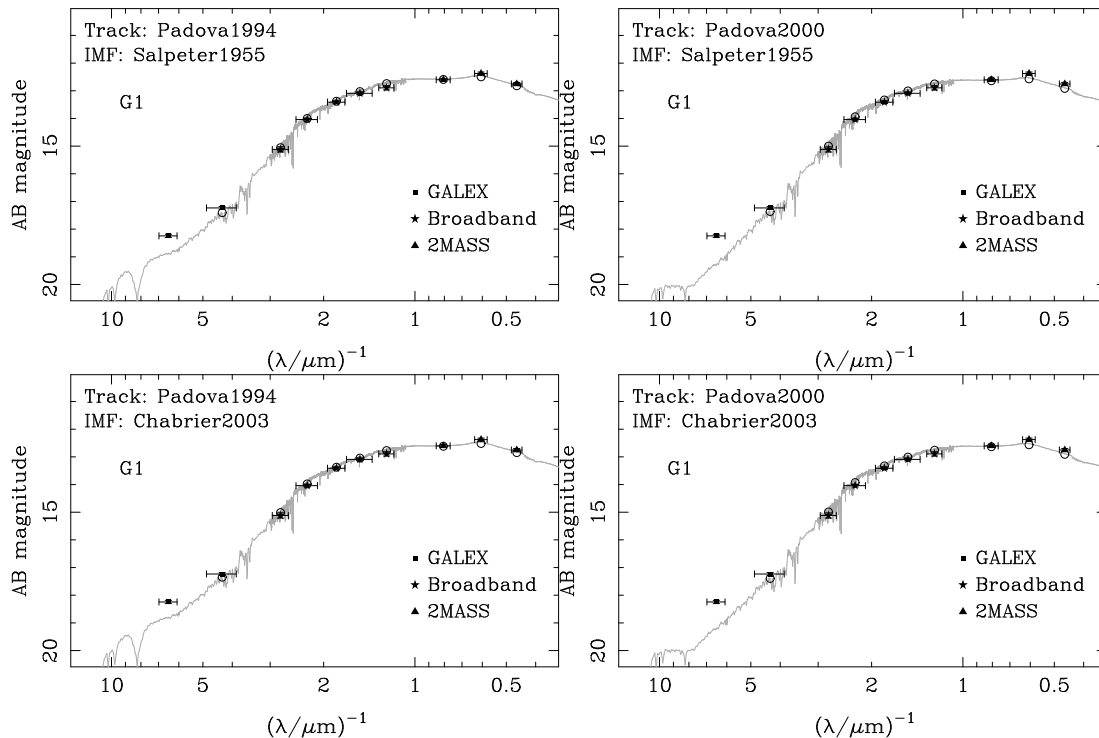 Track: Padova1994
IMF: Salpeter1955
G1
AB magnitude
15
20
GALEX
Broadband
2MASS
10 5 2 1 0.5
(λ/μm)⁻¹
Track: Padova2000
IMF: Salpeter1955
G1
AB magnitude
15
20
GALEX
Broadband
2MASS
10 5 2 1 0.5
(λ/μm)⁻¹
Track: Padova1994
IMF: Chabrier2003
G1
AB magnitude
15
20
GALEX
Broadband
2MASS
10 5 2 1 0.5
(λ/μm)⁻¹
Track: Padova2000
IMF: Chabrier2003
G1
AB magnitude
15
20
GALEX
Broadband
2MASS
10 5 2 1 0.5
(λ/μm)⁻¹